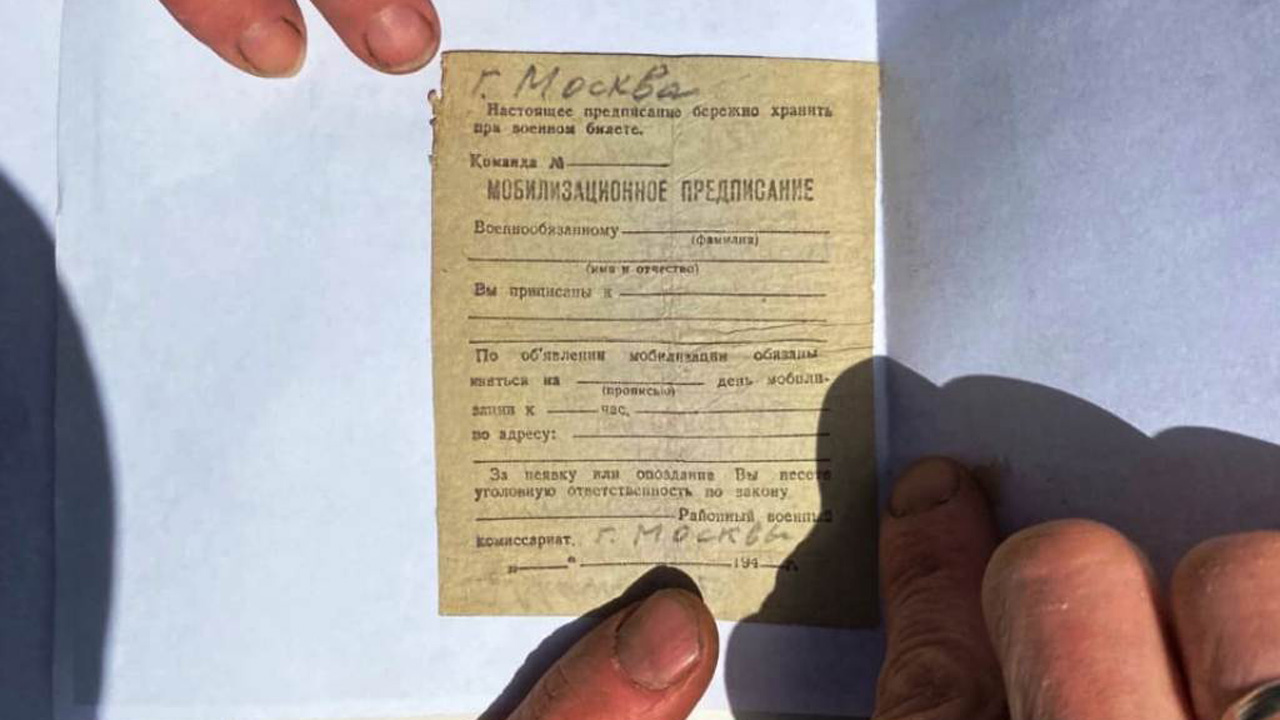 г. Москва
Настоящее предписание бережно хранить
при военном билете.
Команда №
МОБИЛИЗАЦИОННОЕ ПРЕДПИСАНИЕ
Военнообязанному
(фамилия)
(имя и отчество)
Вы приписаны к
По об'явлении мобилизации обязаны
явиться на день мобили-
(прописью)
зации к час.
по адресу:
За неявку или опоздание Вы несете
уголовную ответственность по закону
Районный военный
комиссариат. г. Москвы
" " 194 г.